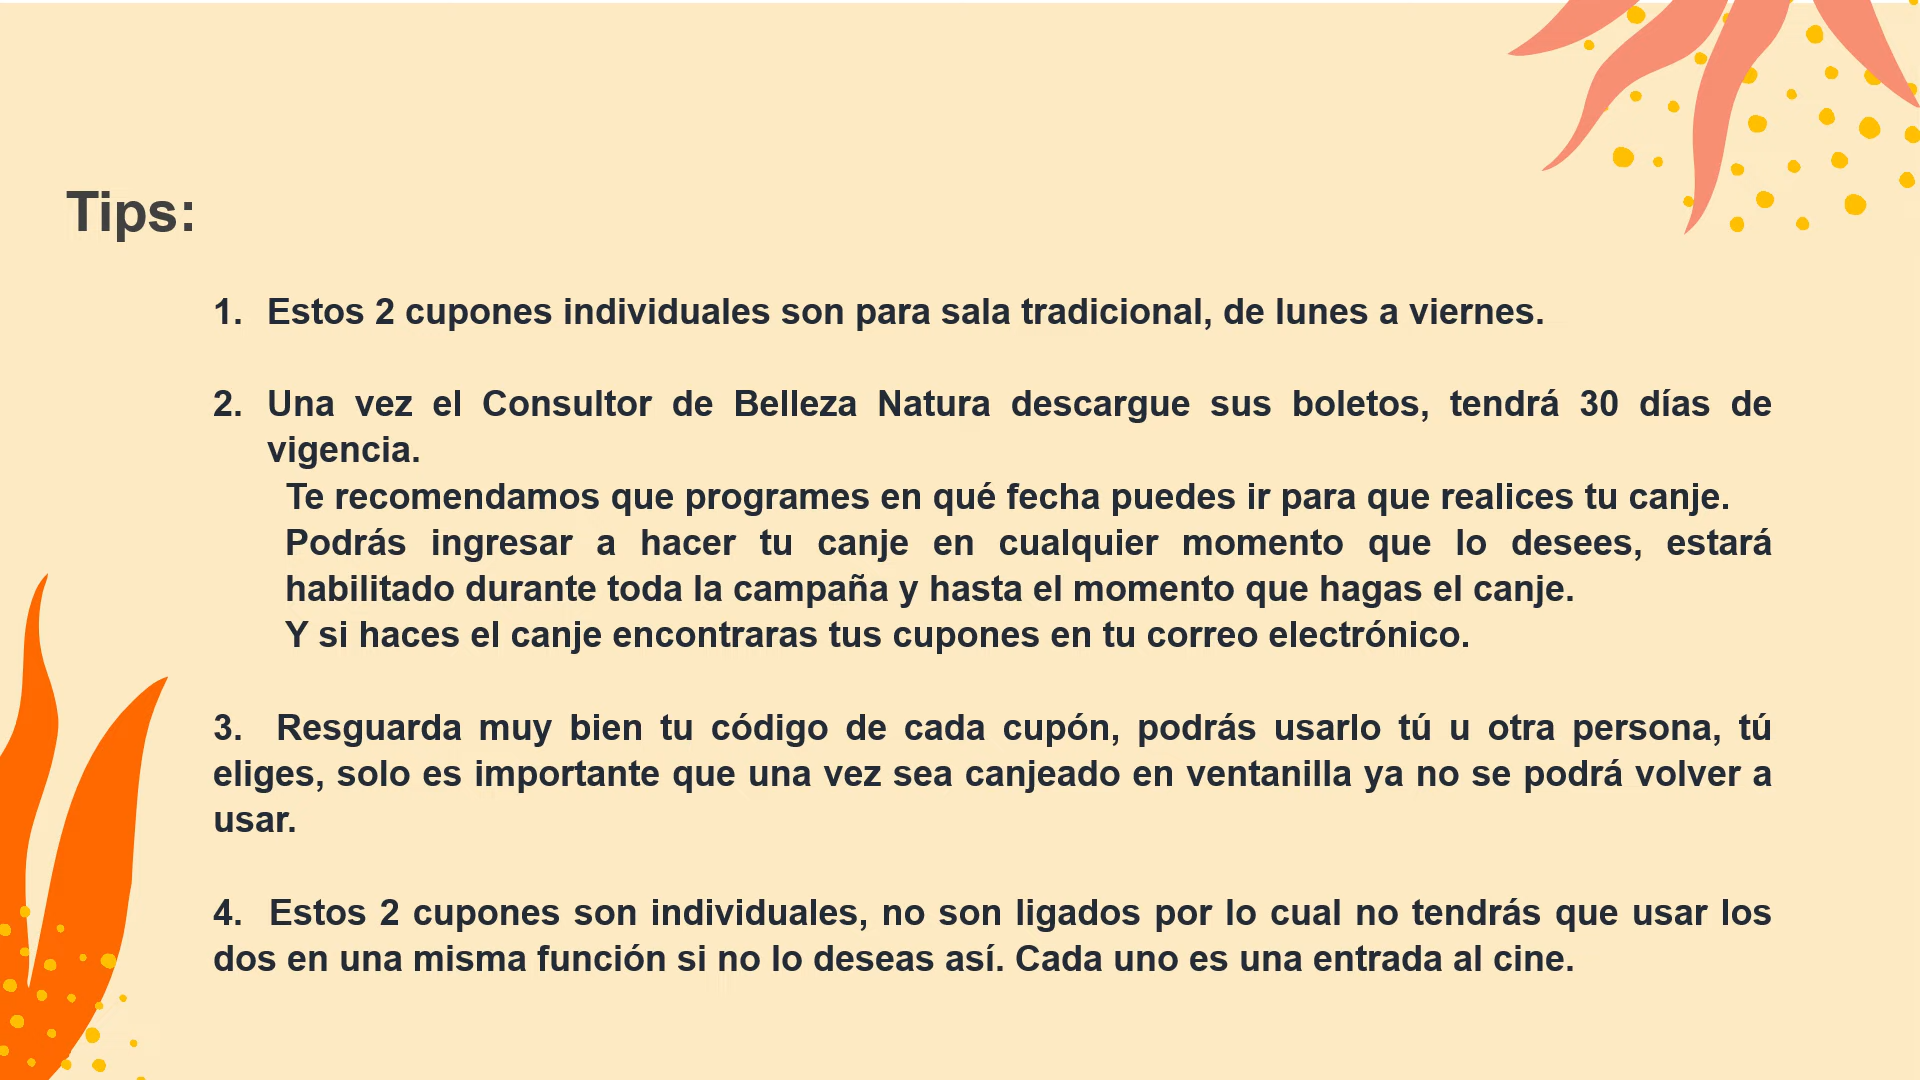 Tips:
1. Estos 2 cupones individuales son para sala tradicional, de lunes a viernes.
2. Una vez el Consultor de Belleza Natura descargue sus boletos, tendrá 30 días de
vigencia.
Te recomendamos que programes en qué fecha puedes ir para que realices tu canje.
Podrás ingresar a hacer tu canje en cualquier momento que lo desees, estará
habilitado durante toda la campaña y hasta el momento que hagas el canje.
Y si haces el canje encontraras tus cupones en tu correo electrónico.
3. Resguarda muy bien tu código de cada cupón, podrás usarlo tú u otra persona, tú
eliges, solo es importante que una vez sea canjeado en ventanilla ya no se podrá volver a
usar.
4. Estos 2 cupones son individuales, no son ligados por lo cual no tendrás que usar los
dos en una misma función si no lo deseas así. Cada uno es una entrada al cine.